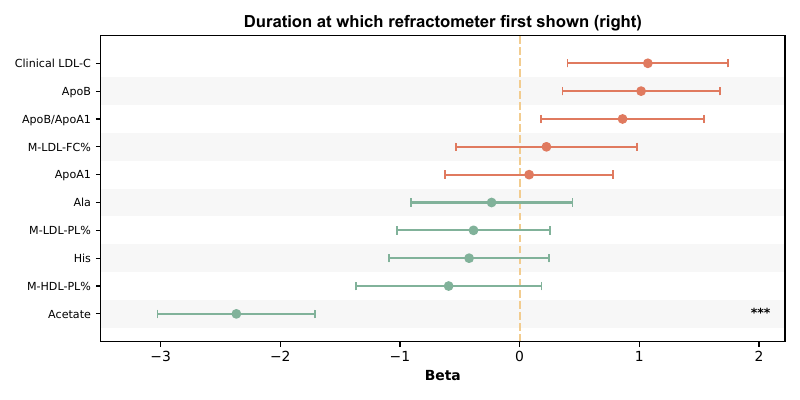 Duration at which refractometer first shown (right)
Clinical LDL-C
ApoB
ApoB/ApoA1
M-LDL-FC%
ApoA1
Ala
M-LDL-PL%
His
M-HDL-PL%
Acetate
***
−3 −2 −1 0 1 2
Beta